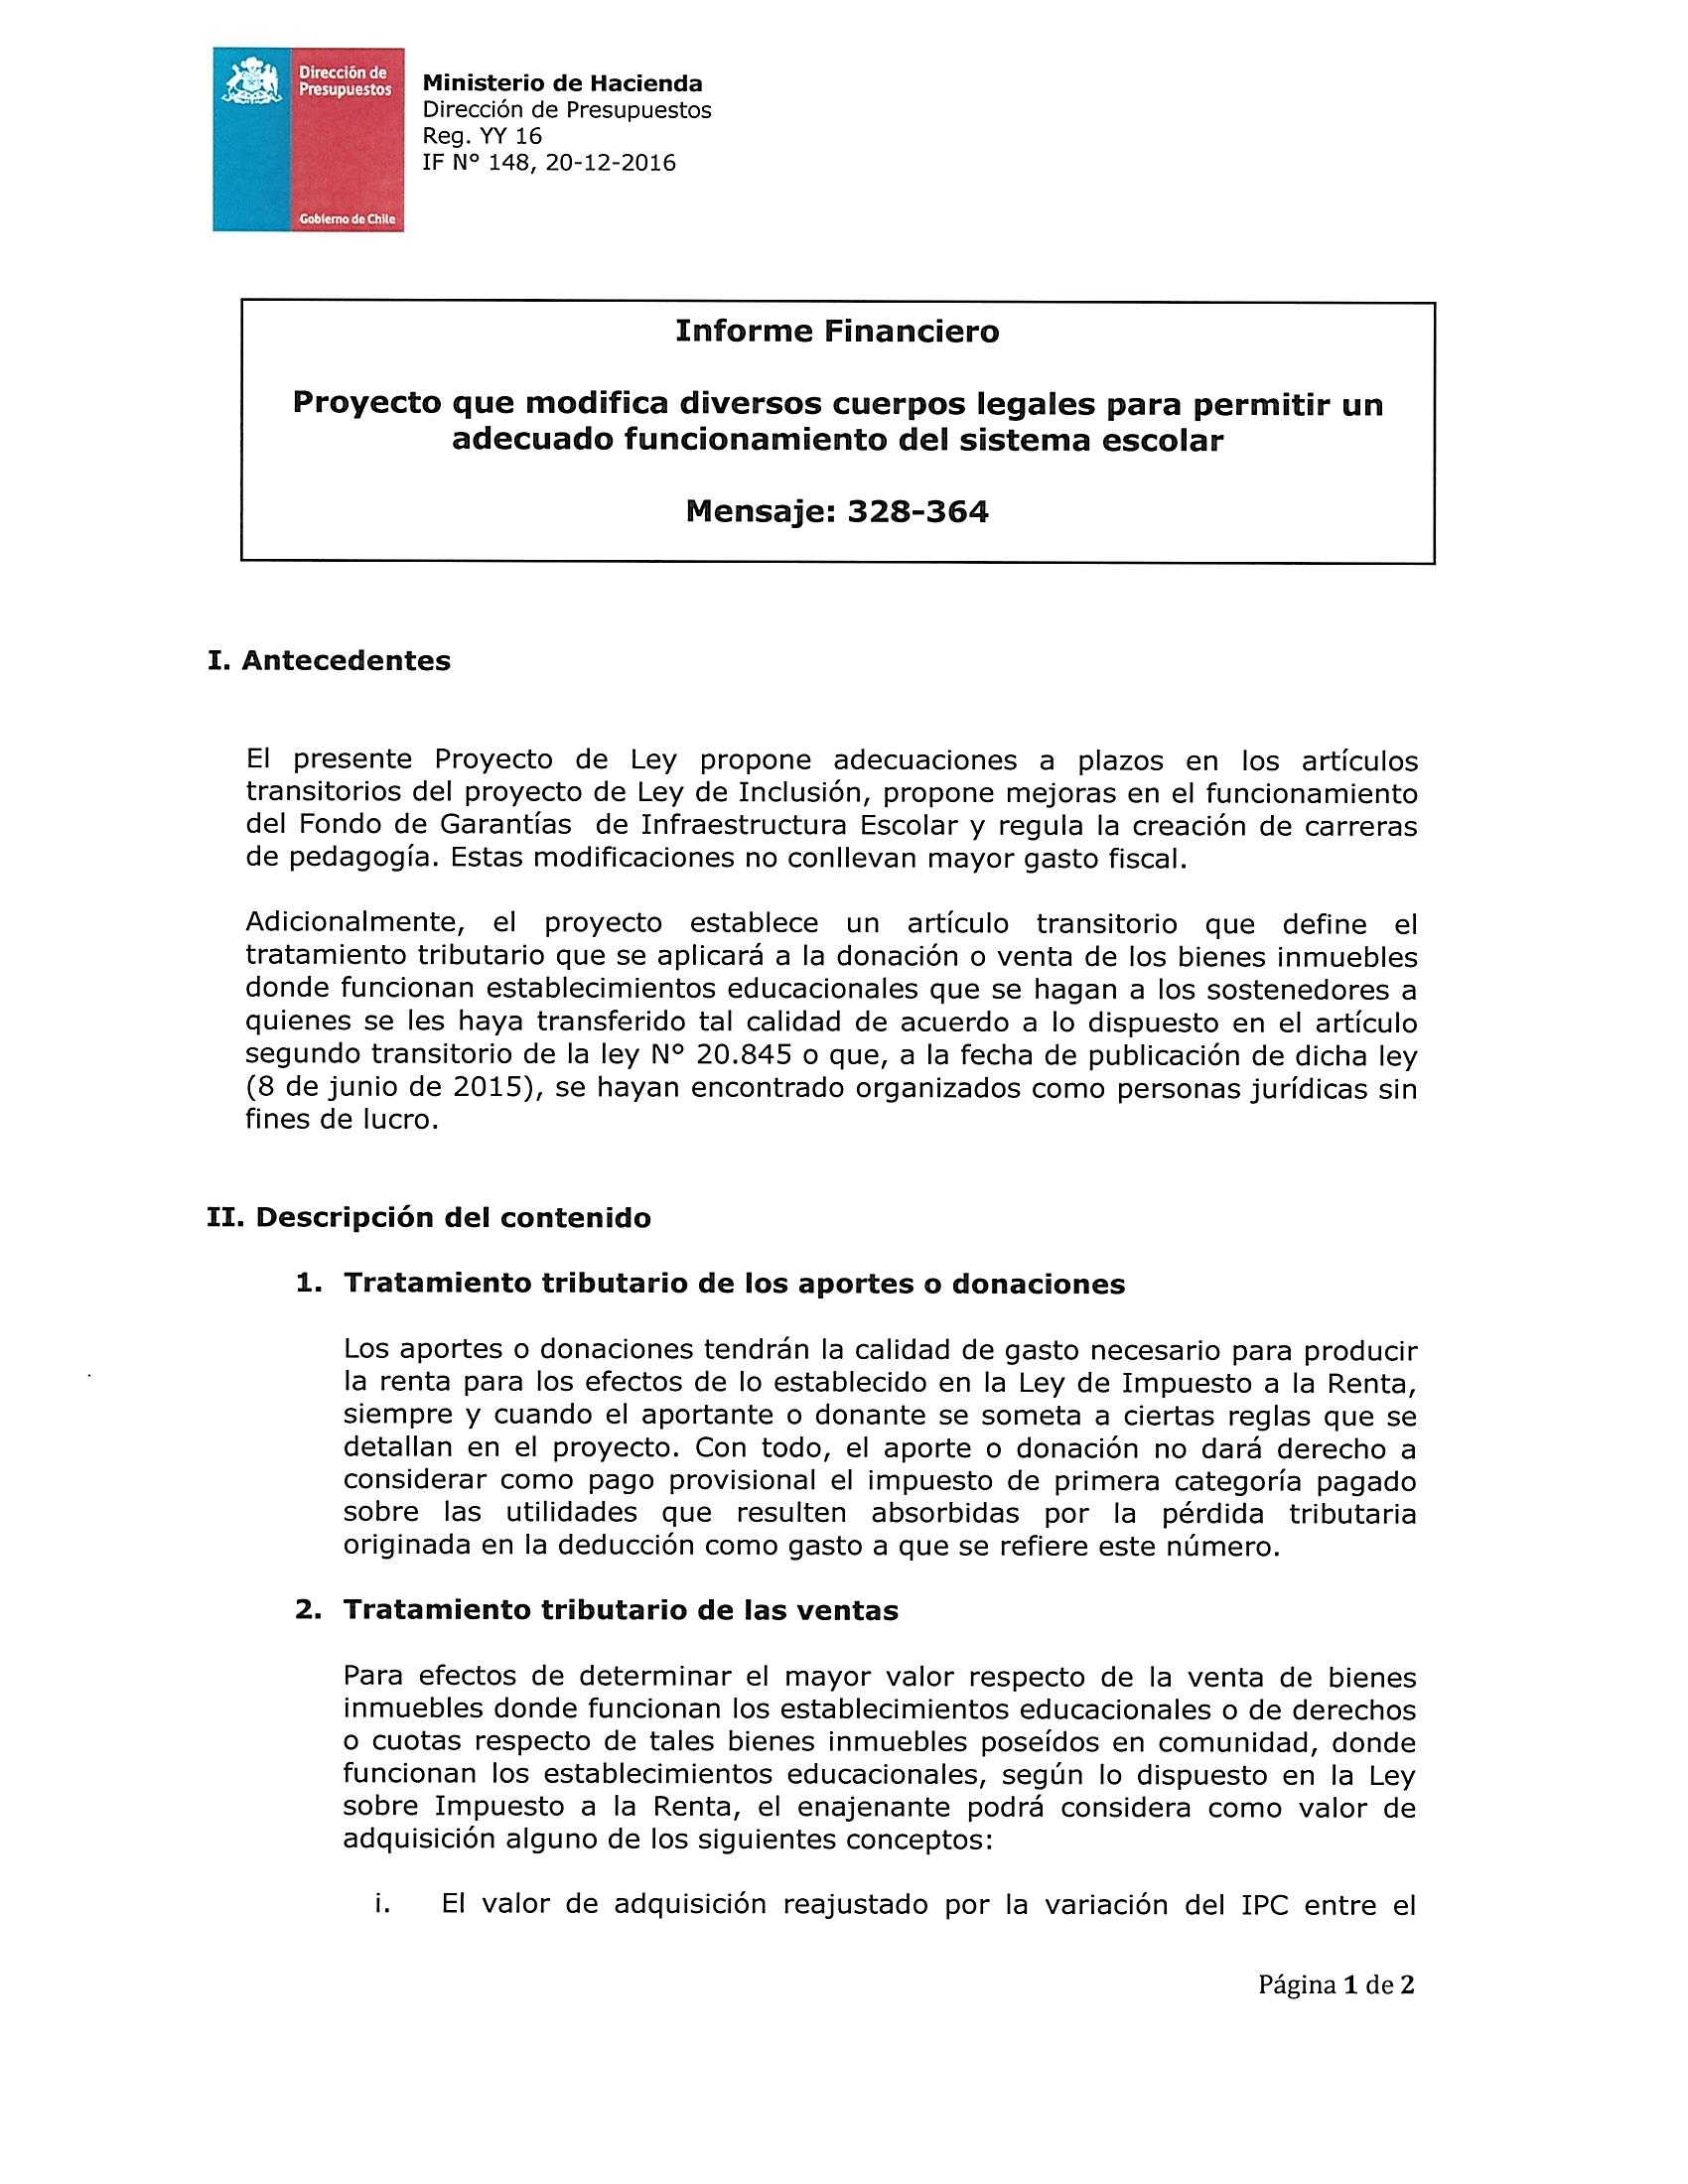 Dirección de
Presupuestos
Gobierno de Chile
Ministerio de Hacienda
Dirección de Presupuestos
Reg. YY 16
IF N° 148, 20-12-2016
Informe Financiero
Proyecto que modifica diversos cuerpos legales para permitir un
adecuado funcionamiento del sistema escolar
Mensaje: 328-364
I. Antecedentes
El presente Proyecto de Ley propone adecuaciones a plazos en los artículos
transitorios del proyecto de Ley de Inclusión, propone mejoras en el funcionamiento
del Fondo de Garantías de Infraestructura Escolar y regula la creación de carreras
de pedagogía. Estas modificaciones no conllevan mayor gasto fiscal.
Adicionalmente, el proyecto establece un artículo transitorio que define el
tratamiento tributario que se aplicará a la donación o venta de los bienes inmuebles
donde funcionan establecimientos educacionales que se hagan a los sostenedores a
quienes se les haya transferido tal calidad de acuerdo a lo dispuesto en el artículo
segundo transitorio de la ley N° 20.845 o que, a la fecha de publicación de dicha ley
(8 de junio de 2015), se hayan encontrado organizados como personas jurídicas sin
fines de lucro.
II. Descripción del contenido
1. Tratamiento tributario de los aportes o donaciones
Los aportes o donaciones tendrán la calidad de gasto necesario para producir
la renta para los efectos de lo establecido en la Ley de Impuesto a la Renta,
siempre y cuando el aportante o donante se someta a ciertas reglas que se
detallan en el proyecto. Con todo, el aporte o donación no dará derecho a
considerar como pago provisional el impuesto de primera categoría pagado
sobre las utilidades que resulten absorbidas por la pérdida tributaria
originada en la deducción como gasto a que se refiere este número.
2. Tratamiento tributario de las ventas
Para efectos de determinar el mayor valor respecto de la venta de bienes
inmuebles donde funcionan los establecimientos educacionales o de derechos
o cuotas respecto de tales bienes inmuebles poseídos en comunidad, donde
funcionan los establecimientos educacionales, según lo dispuesto en la Ley
sobre Impuesto a la Renta, el enajenante podrá considera como valor de
adquisición alguno de los siguientes conceptos:
i. El valor de adquisición reajustado por la variación del IPC entre el
Página 1 de 2